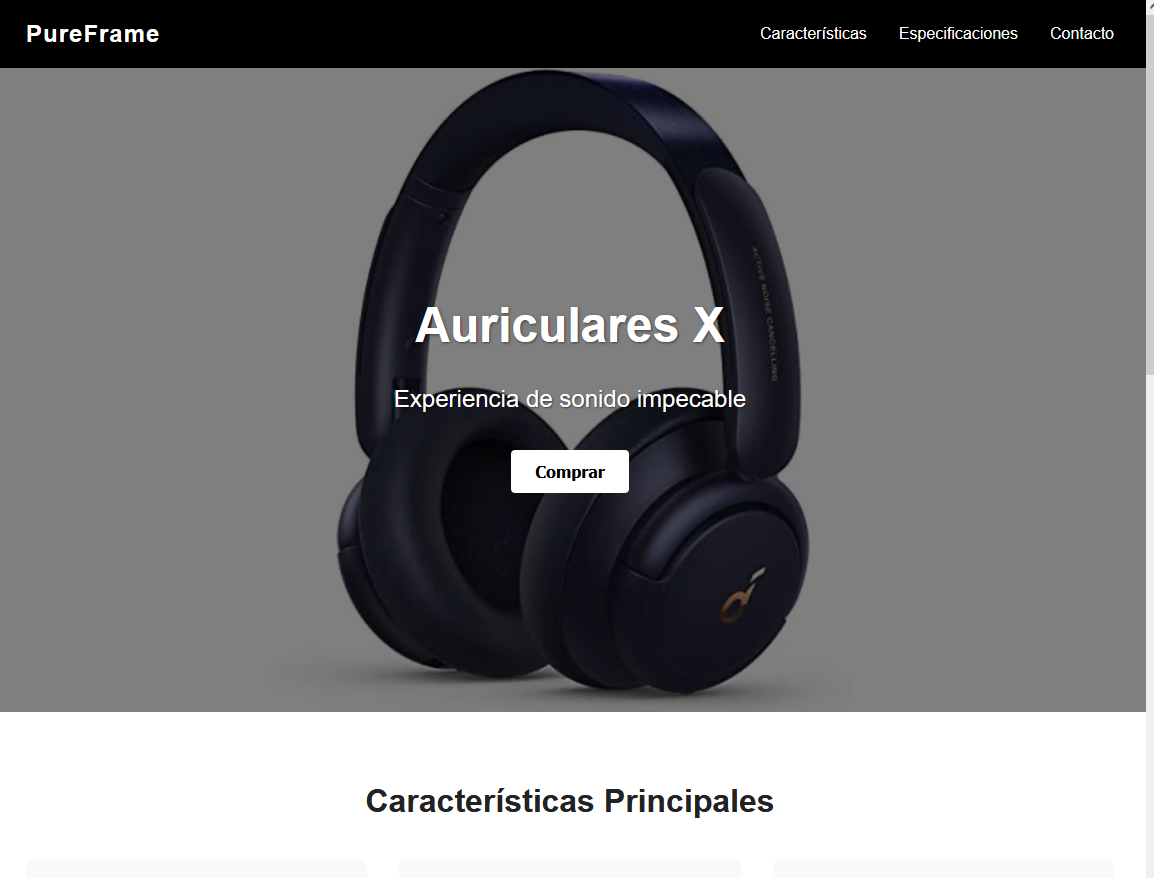 PureFrame
Características
Especificaciones
Contacto
ACTIVE NOISE CANCELLING
Auriculares X
Experiencia de sonido impecable
Comprar
Características Principales